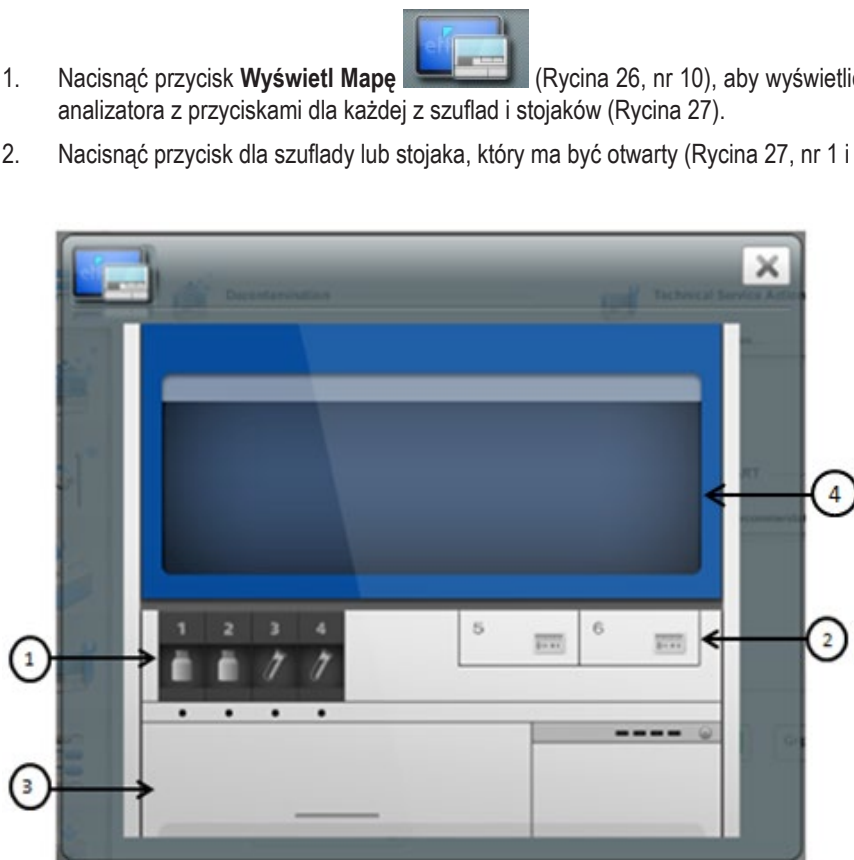 1. Nacisnąć przycisk Wyświetl Mapę (Rycina 26, nr 10), aby wyświetlić
analizatora z przyciskami dla każdej z szuflad i stojaków (Rycina 27).
2. Nacisnąć przycisk dla szuflady lub stojaka, który ma być otwarty (Rycina 27, nr 1 i
Decontamination
Technical Service Action
4
1 2 3 4
5 6
1
2
3